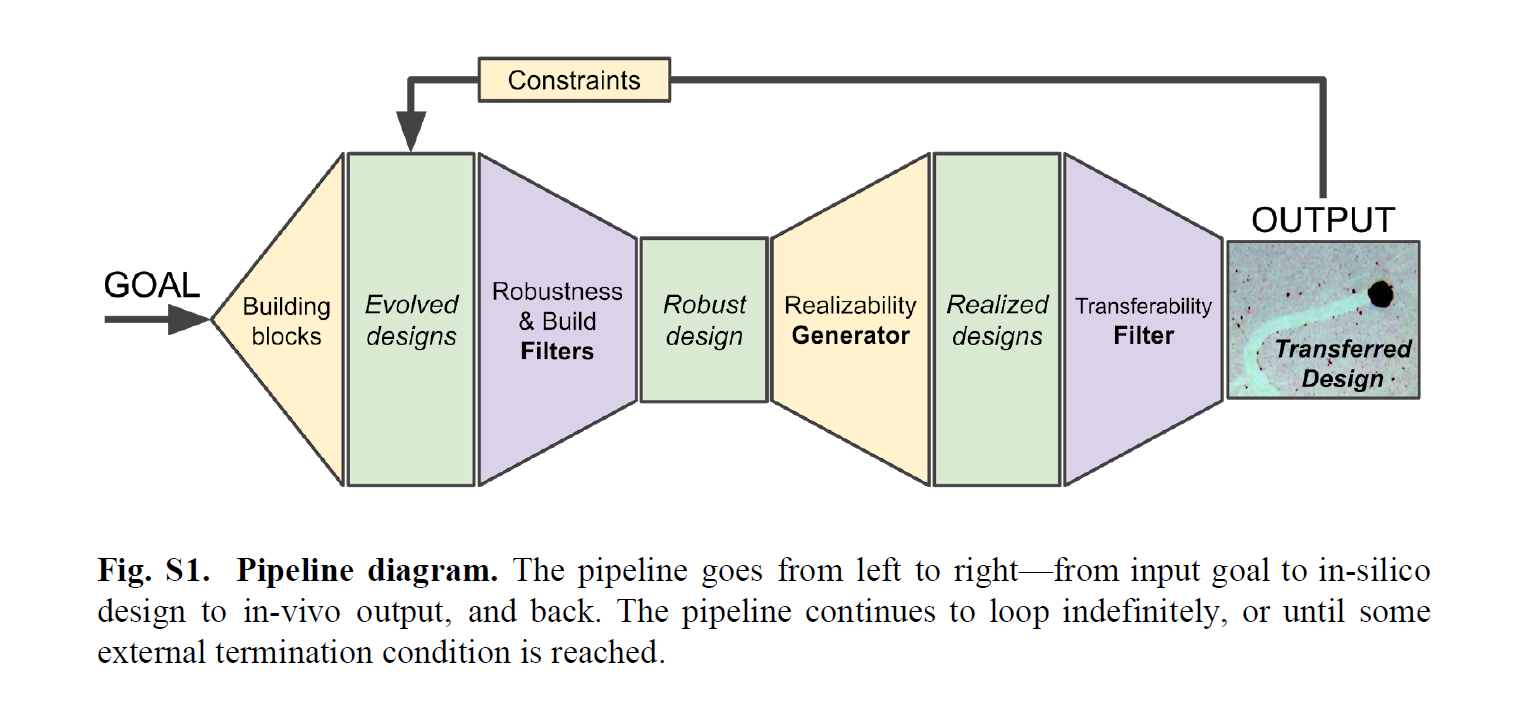 Constraints
OUTPUT
GOAL
Building
blocks
Evolved
designs
Robustness
& Build
Filters
Robust
design
Realizability
Generator
Realized
designs
Transferability
Filter
Transferred
Design
Fig. S1. Pipeline diagram. The pipeline goes from left to right—from input goal to in-silico
design to in-vivo output, and back. The pipeline continues to loop indefinitely, or until some
external termination condition is reached.